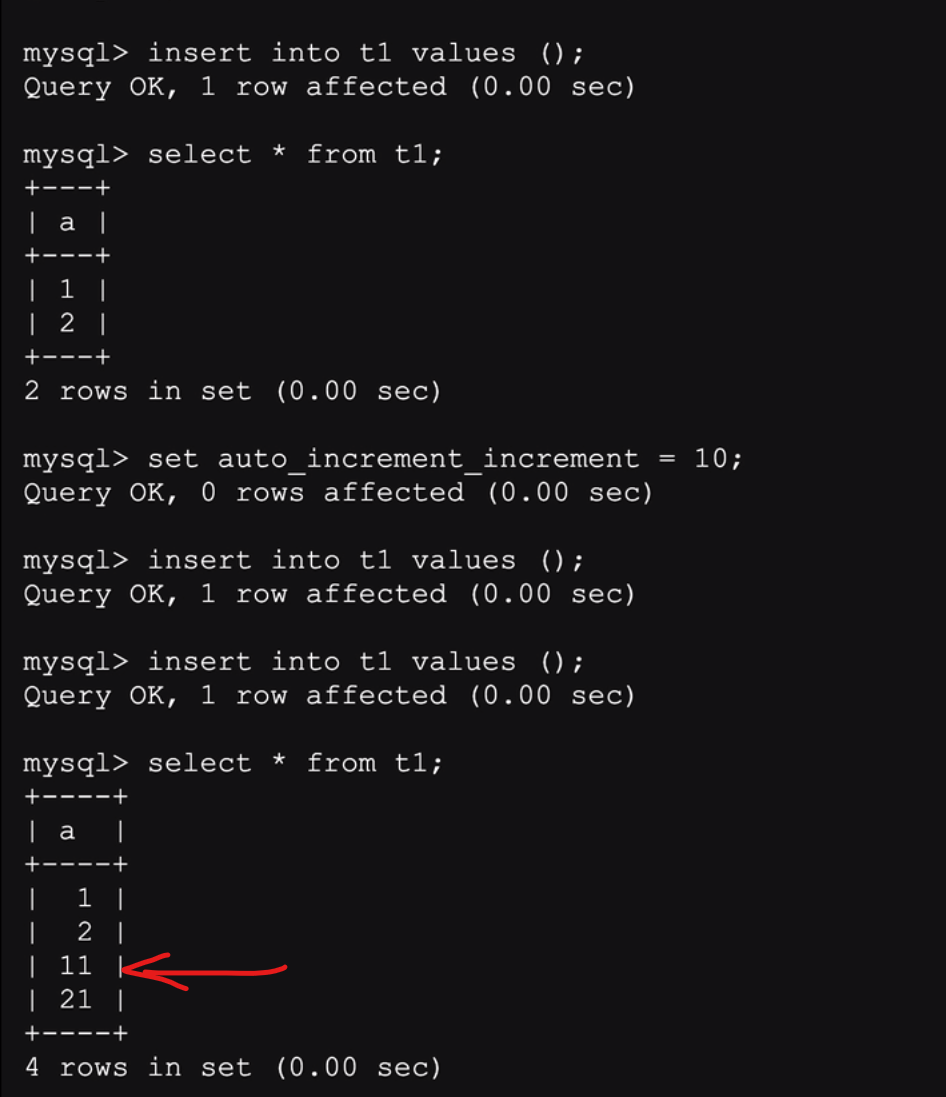 mysql> insert into t1 values ();
Query OK, 1 row affected (0.00 sec)
mysql> select * from t1;
+---+
| a |
+---+
| 1 |
| 2 |
+---+
2 rows in set (0.00 sec)
mysql> set auto_increment_increment = 10;
Query OK, 0 rows affected (0.00 sec)
mysql> insert into t1 values ();
Query OK, 1 row affected (0.00 sec)
mysql> insert into t1 values ();
Query OK, 1 row affected (0.00 sec)
mysql> select * from t1;
+----+
| a  |
+----+
|  1 |
|  2 |
| 11 |
| 21 |
+----+
4 rows in set (0.00 sec)